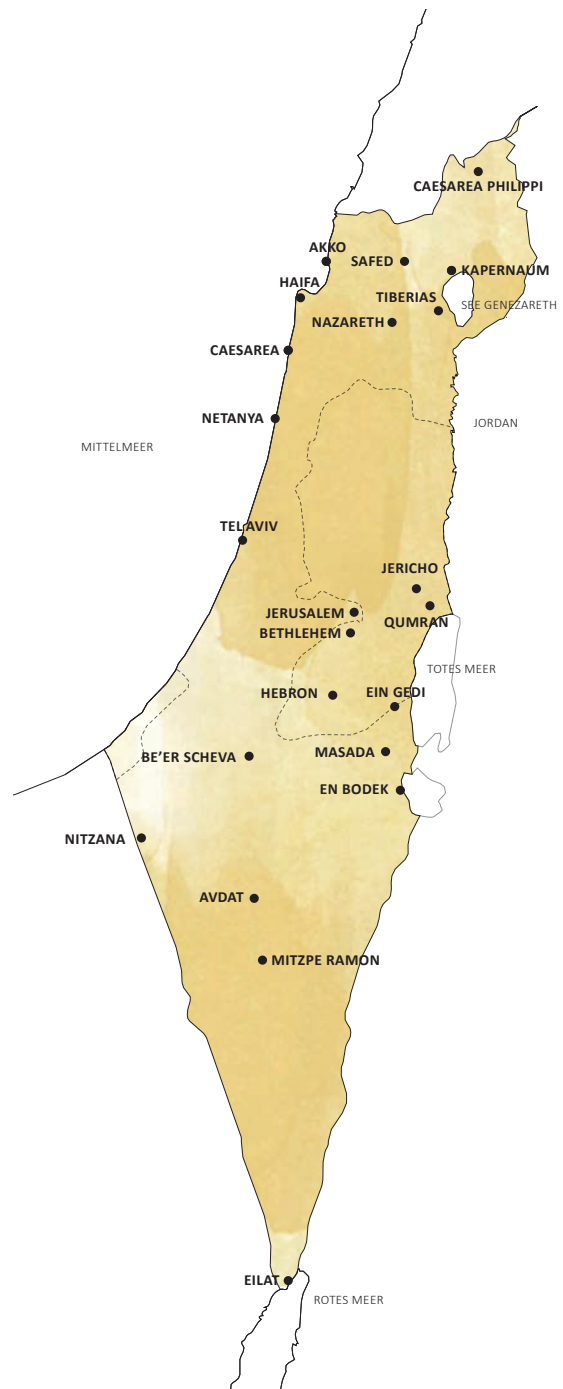 CAESAREA PHILIPPI
AKKO
SAFED
KAPERNAUM
HAIFA
TIBERIAS
SEE GENEZARETH
NAZARETH
CAESAREA
NETANYA
JORDAN
MITTELMEER
TEL AVIV
JERICHO
JERUSALEM
QUMRAN
BETHLEHEM
TOTES MEER
HEBRON
EIN GEDI
MASADA
BE’ER SCHEVA
EN BODEK
NITZANA
AVDAT
MITZPE RAMON
EILAT
ROTES MEER